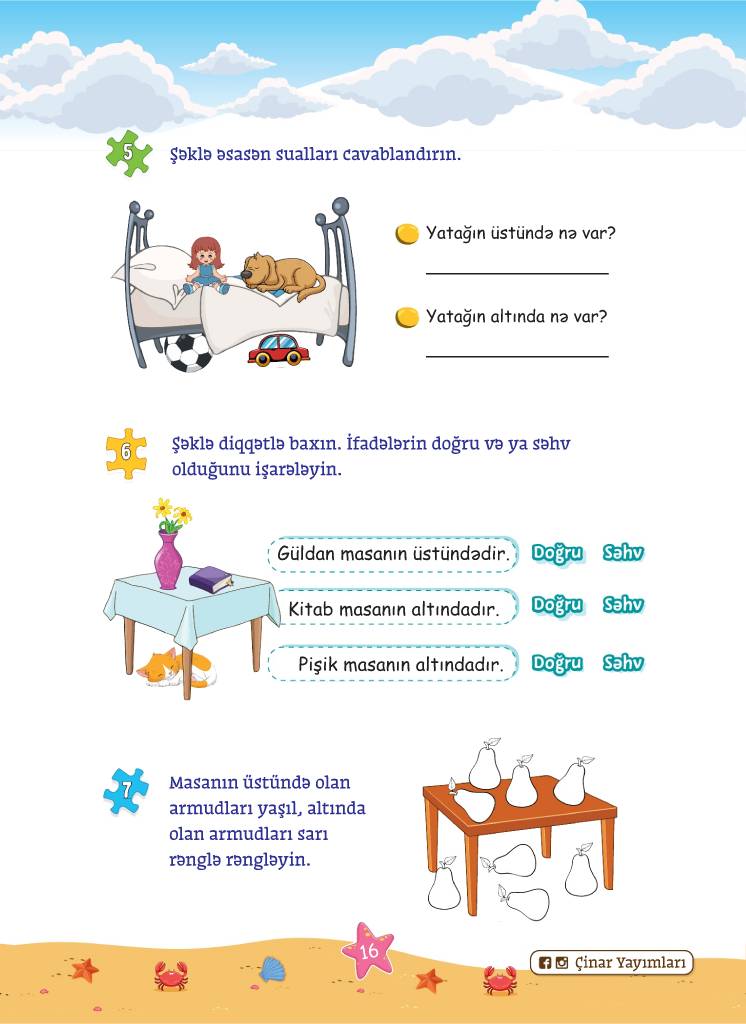 5
Şəklə əsasən sualları cavablandırın.
Yatağın üstündə nə var?
Yatağın altında nə var?
6
Şəklə diqqətlə baxın. İfadələrin doğru və ya səhv
olduğunu işarələyin.
Güldan masanın üstündədir. Doğru Səhv
Kitab masanın altındadır. Doğru Səhv
Pişik masanın altındadır. Doğru Səhv
7
Masanın üstündə olan
armudları yaşıl, altında
olan armudları sarı
rənglə rəngləyin.
16
Çinar Yayımları